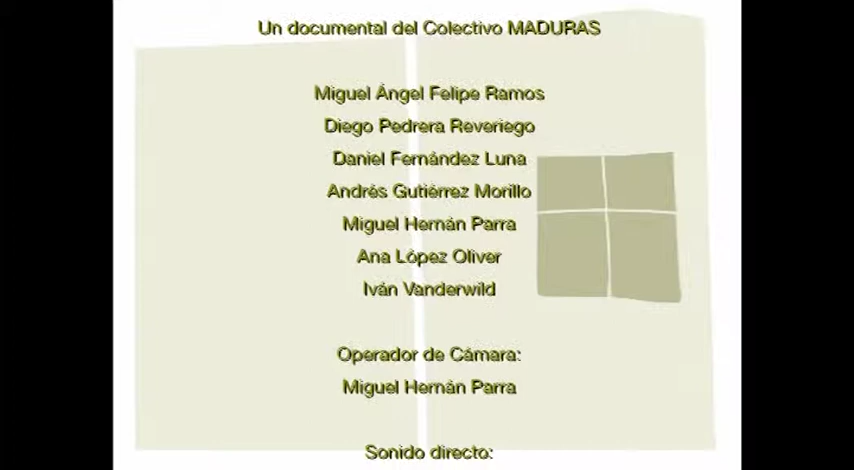 Un documental del Colectivo MADURAS
Miguel Ángel Felipe Ramos
Diego Pedrera Reveriego
Daniel Fernández Luna
Andrés Gutiérrez Morillo
Miguel Hernán Parra
Ana López Oliver
Iván Vanderwild
Operador de Cámara:
Miguel Hernán Parra
Sonido directo: